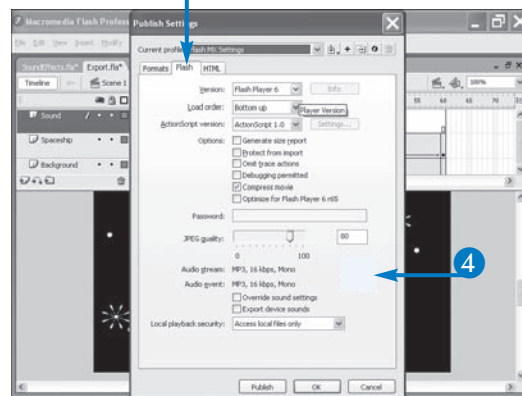 Macromedia Flash Profess
Publish Settings
File Edit View Insert Modify
Current profile: Flash MX Settings
SoundEffects.fla* Export.fla*
Formats Flash HTML
Timeline Scene 1 100%
Version: Flash Player 6 Info
55 60 65 70
Load order: Bottom up Player Version
Sound
ActionScript version: ActionScript 1.0 Settings...
Options: Generate size report
Spaceship
Protect from import
Omit trace actions
Background
Debugging permitted
Compress movie
Optimize for Flash Player 6 r65
Password:
JPEG quality: 80
0 100
Audio stream: MP3, 16 kbps, Mono
4
Audio event: MP3, 16 kbps, Mono
Override sound settings
Export device sounds
Local playback security: Access local files only
Publish OK Cancel